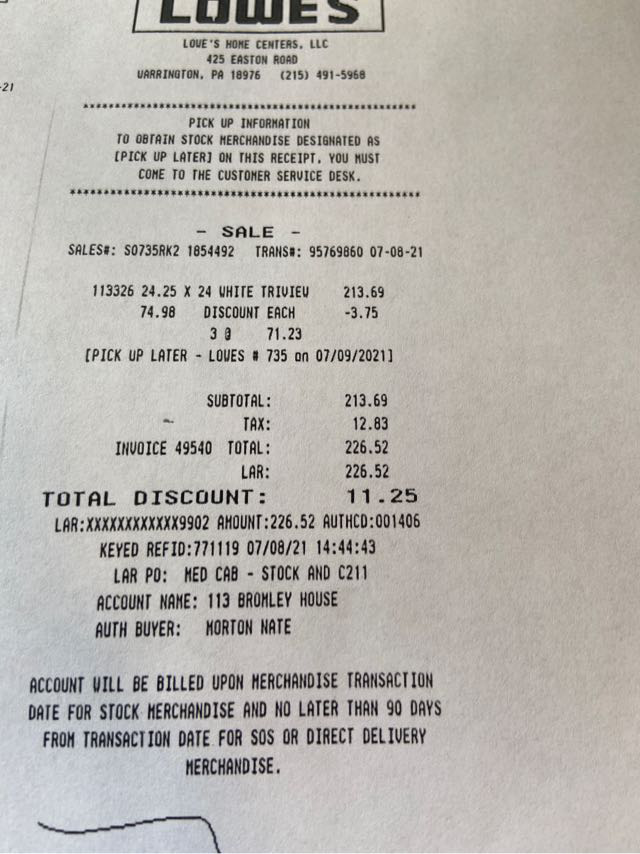 LOWE'S
LOWE'S HOME CENTERS, LLC
425 EASTON ROAD
WARRINGTON, PA 18976 (215) 491-5968
-21
****************************************************
PICK UP INFORMATION
TO OBTAIN STOCK MERCHANDISE DESIGNATED AS
[PICK UP LATER] ON THIS RECEIPT, YOU MUST
COME TO THE CUSTOMER SERVICE DESK.
****************************************************
- SALE -
SALES#: S0735RK2 1854492 TRANS#: 95769860 07-08-21
113326 24.25 X 24 WHITE TRIVIEW 213.69
74.98 DISCOUNT EACH -3.75
3 @ 71.23
[PICK UP LATER - LOWES # 735 on 07/09/2021]
SUBTOTAL: 213.69
TAX: 12.83
INVOICE 49540 TOTAL: 226.52
LAR: 226.52
TOTAL DISCOUNT: 11.25
LAR:XXXXXXXXXXXX9902 AMOUNT:226.52 AUTHCD:001406
KEYED REFID:771119 07/08/21 14:44:43
LAR PO: MED CAB - STOCK AND C211
ACCOUNT NAME: 113 BROMLEY HOUSE
AUTH BUYER: MORTON NATE
ACCOUNT WILL BE BILLED UPON MERCHANDISE TRANSACTION
DATE FOR STOCK MERCHANDISE AND NO LATER THAN 90 DAYS
FROM TRANSACTION DATE FOR SOS OR DIRECT DELIVERY
MERCHANDISE.